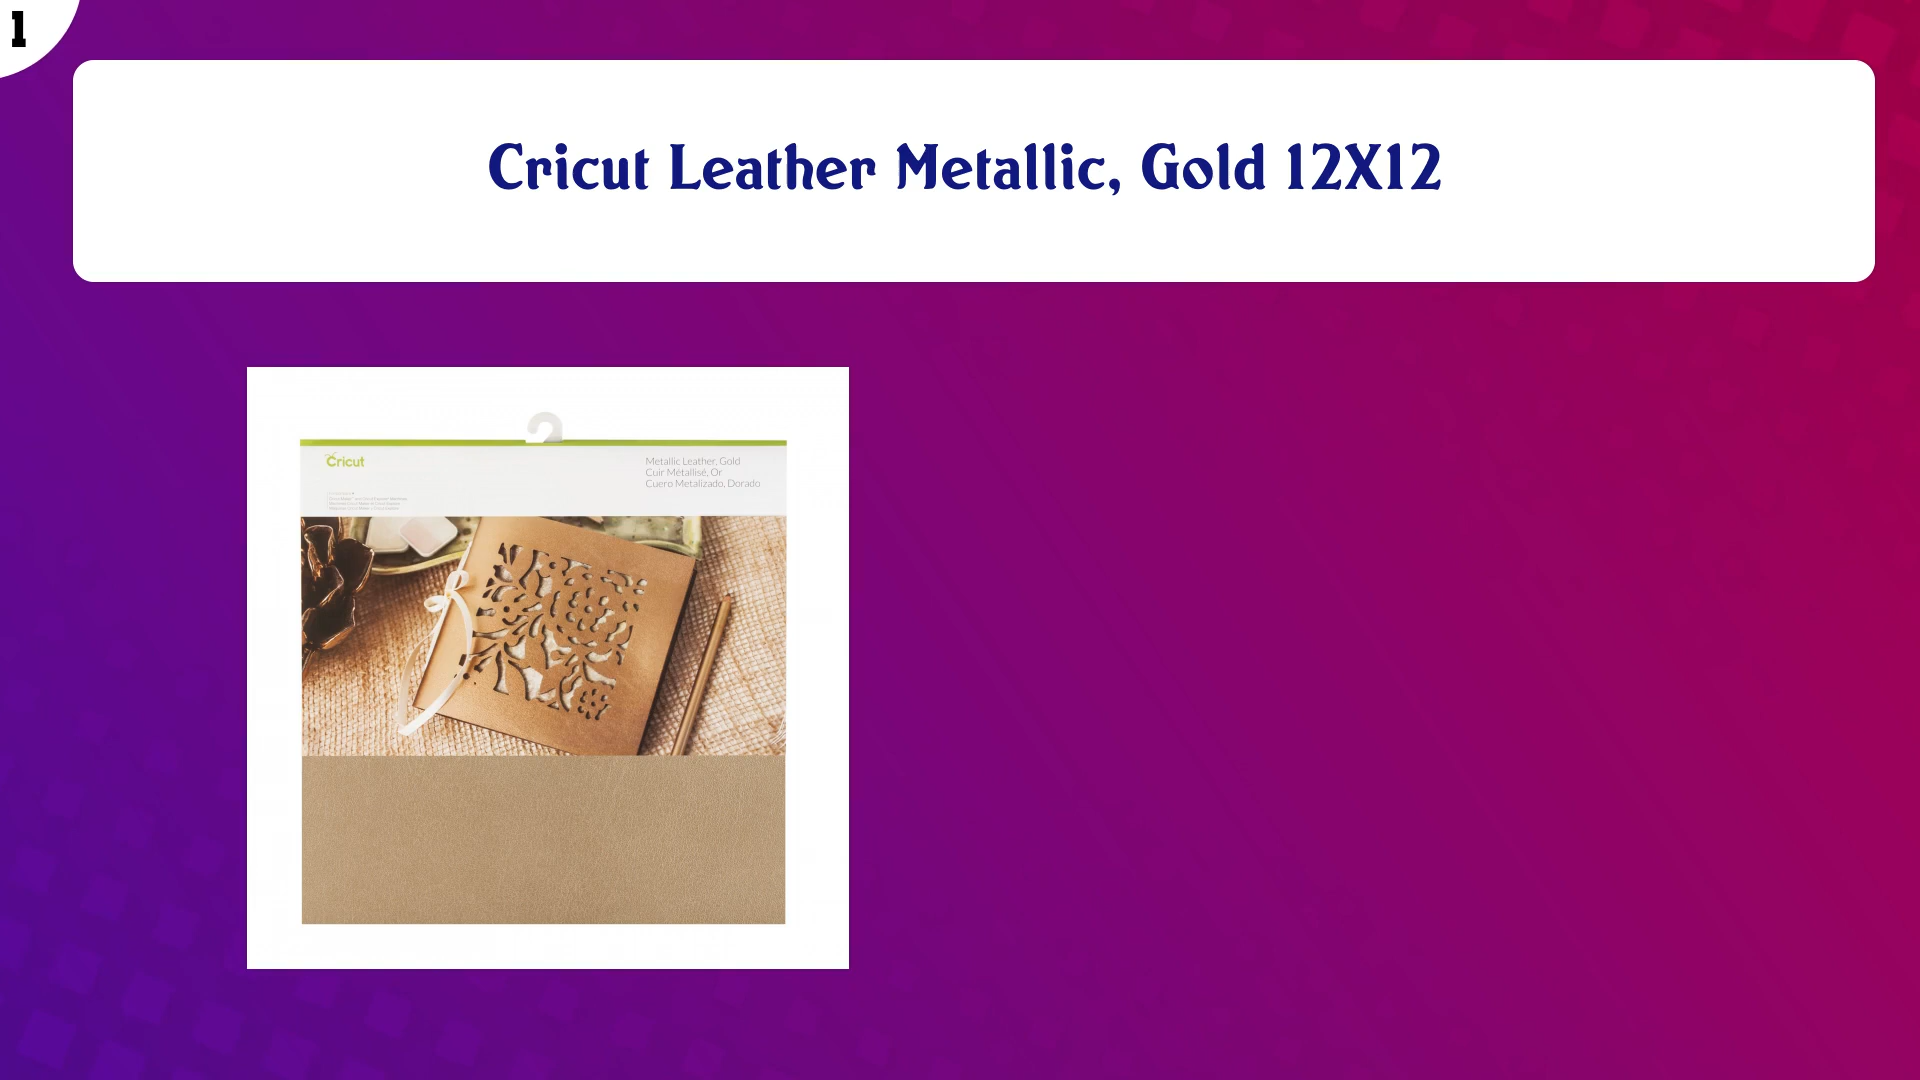 1
Cricut Leather Metallic, Gold 12X12
Cricut
Metallic Leather, Gold
Cuir Métallisé, Or
Cuero Metalizado, Dorado